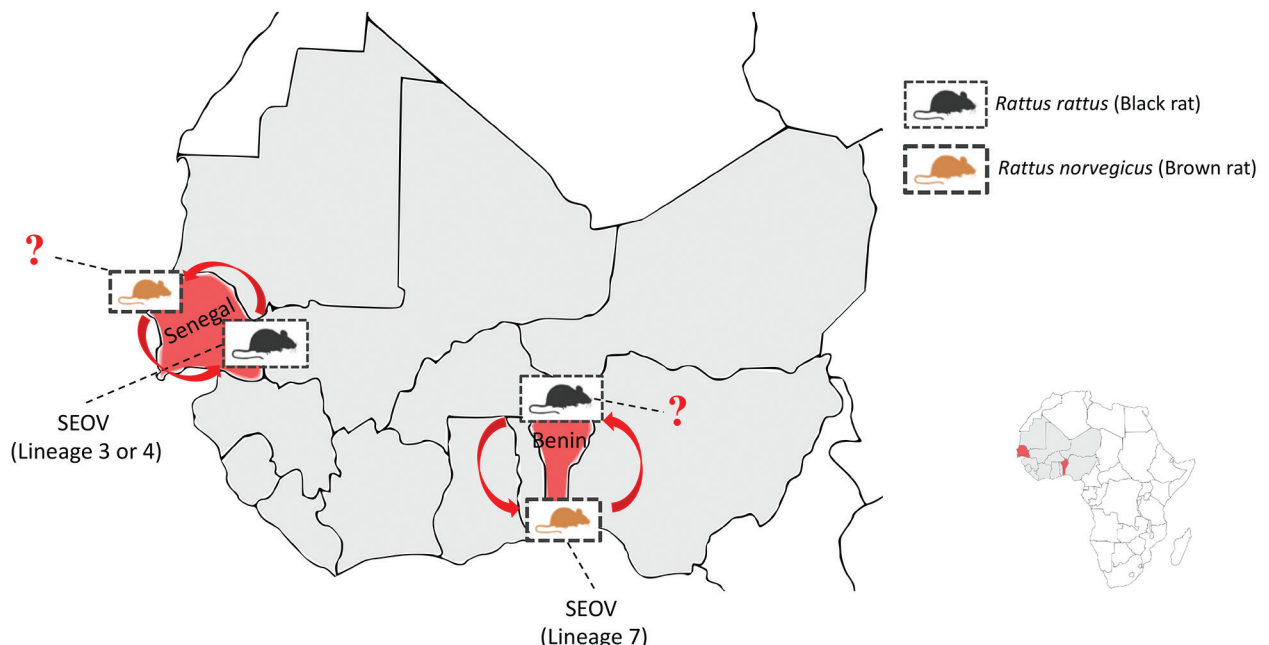 Rattus rattus (Black rat)
Rattus norvegicus (Brown rat)
?
Senegal
SEOV
(Lineage 3 or 4)
?
Benin
SEOV
(Lineage 7)